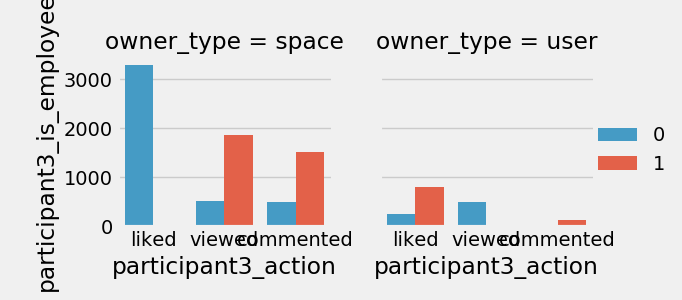 owner_type = space
owner_type = user
participant3_is_employee
3000
2000
1000
0
liked
viewed
commented
liked
viewed
commented
participant3_action
participant3_action
0
1